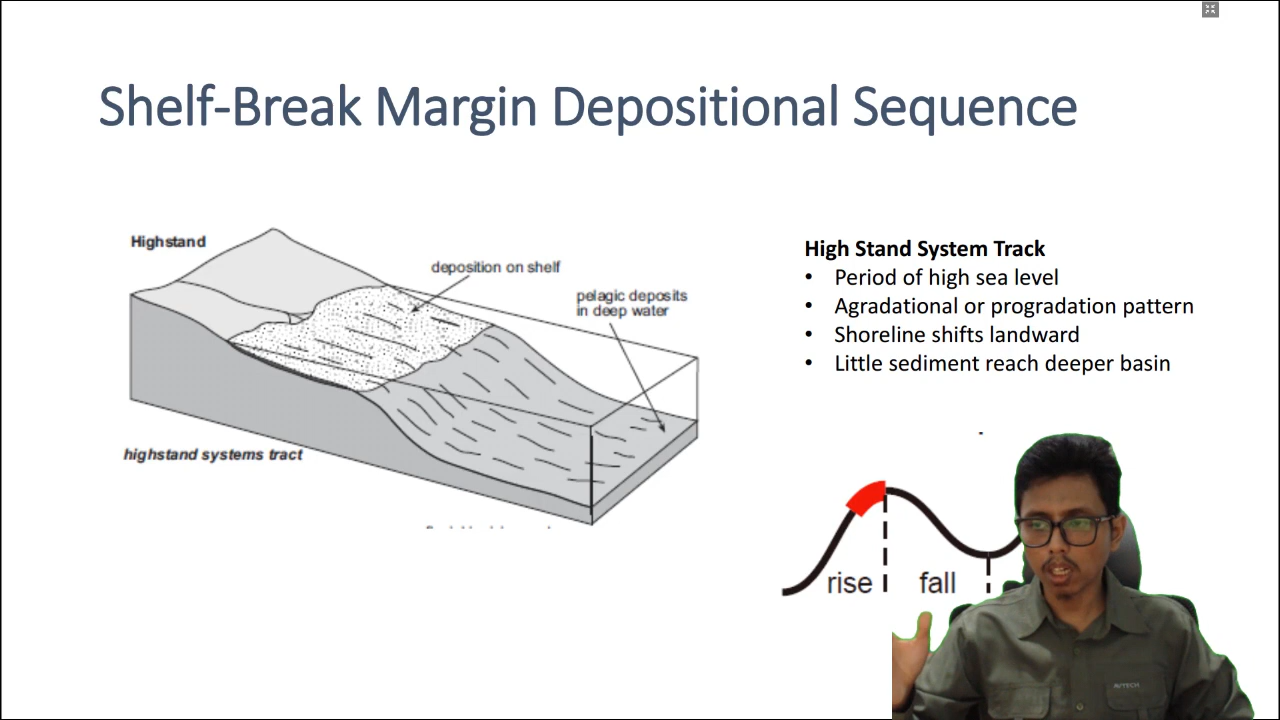 Shelf-Break Margin Depositional Sequence
Highstand
deposition on shelf
pelagic deposits
in deep water
highstand systems tract
High Stand System Track
• Period of high sea level
• Agradational or progradation pattern
• Shoreline shifts landward
• Little sediment reach deeper basin
rise
fall